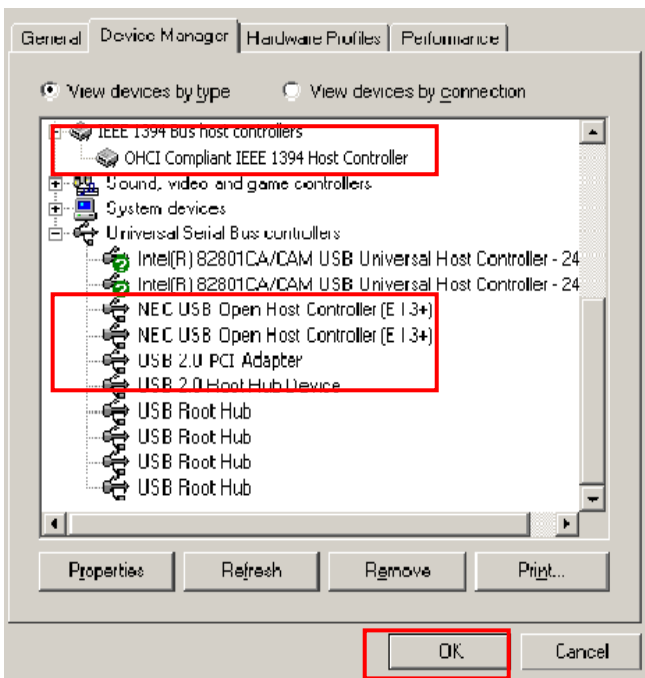 General Device Manager Hardware Profiles Performance
View devices by type View devices by connection
IEEE 1394 Bus host controllers
OHCI Compliant IEEE 1394 Host Controller
Sound, video and game controllers
System devices
Universal Serial Bus controllers
Intel(R) 82801CA/CAM USB Universal Host Controller - 24
Intel(R) 82801CA/CAM USB Universal Host Controller - 24
NEC USB Open Host Controller (E13+)
NEC USB Open Host Controller (E13+)
USB 2.0 PCI Adapter
USB 2.0 Root Hub Device
USB Root Hub
USB Root Hub
USB Root Hub
USB Root Hub
Properties Refresh Remove Print...
OK Cancel